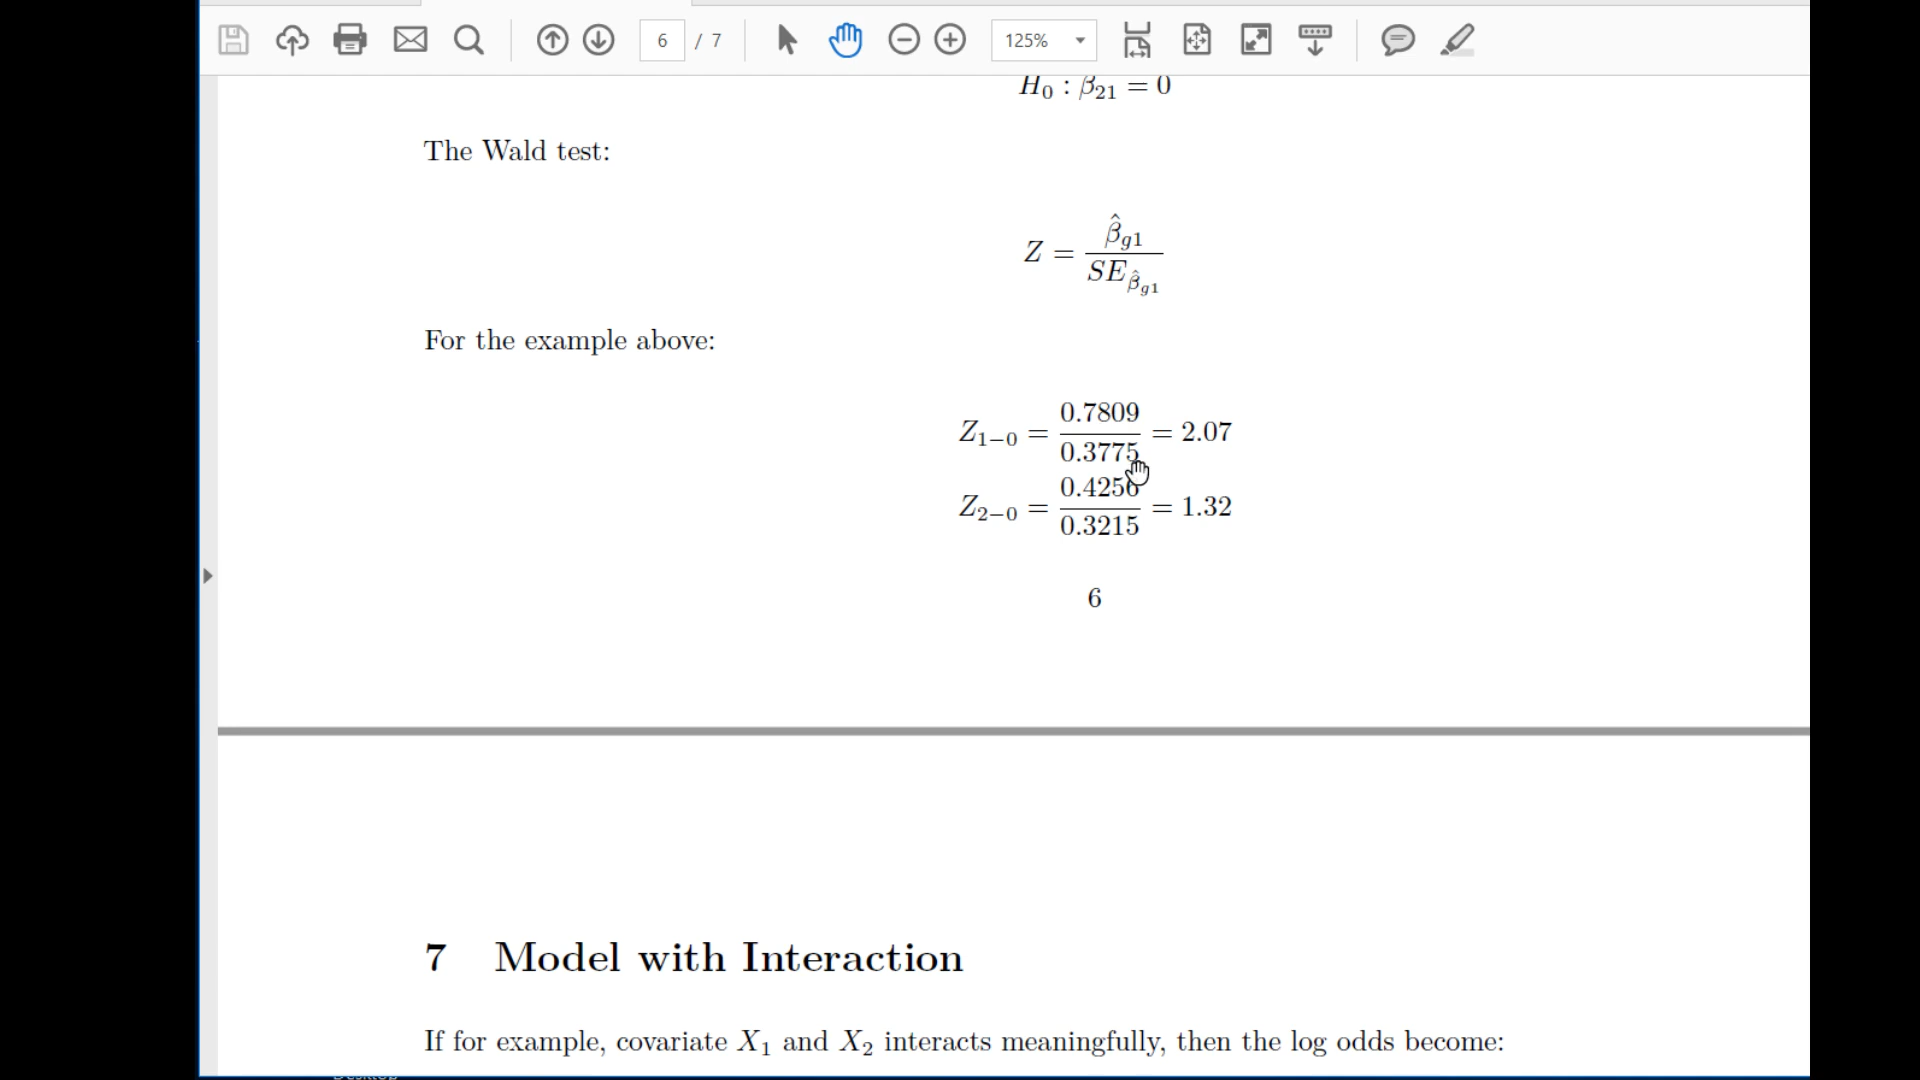 6 / 7 125%
H₀ : β₂₁ = 0
The Wald test:
Z = β̂_{g1} / SE_{β̂_{g1}}
For the example above:
Z₁₋₀ = 0.7809 / 0.3775 = 2.07
Z₂₋₀ = 0.4256 / 0.3215 = 1.32
6
7 Model with Interaction
If for example, covariate X₁ and X₂ interacts meaningfully, then the log odds become: